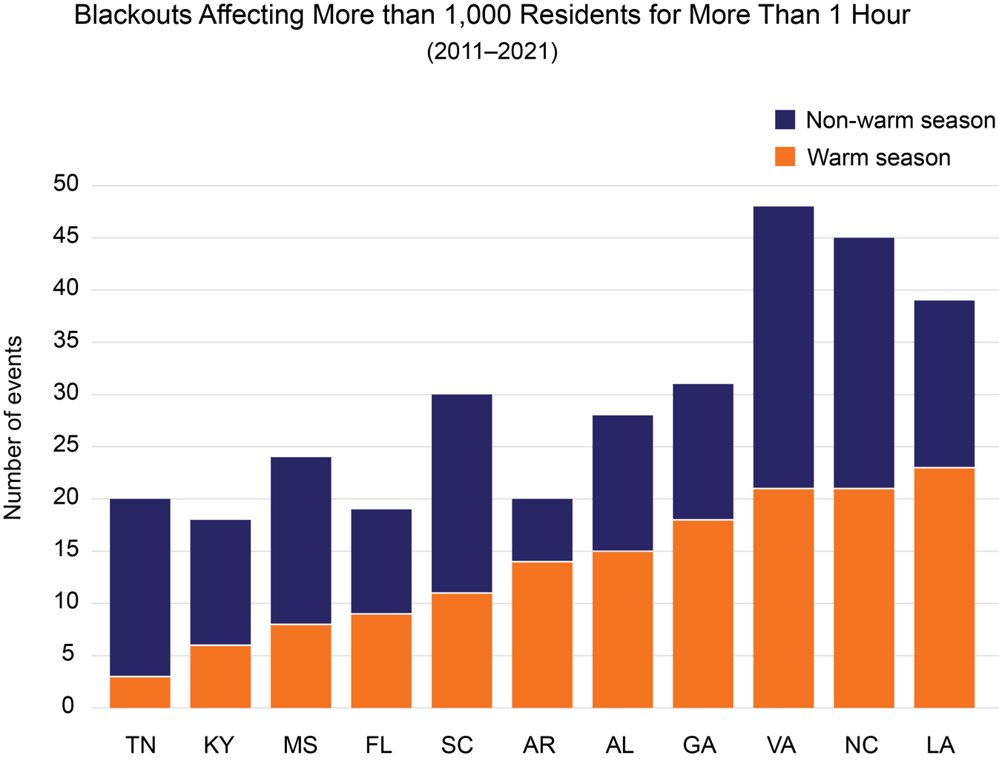 Blackouts Affecting More than 1,000 Residents for More Than 1 Hour
(2011–2021)
Non-warm season
Warm season
50
45
40
35
30
25
20
15
10
5
0
Number of events
TN KY MS FL SC AR AL GA VA NC LA